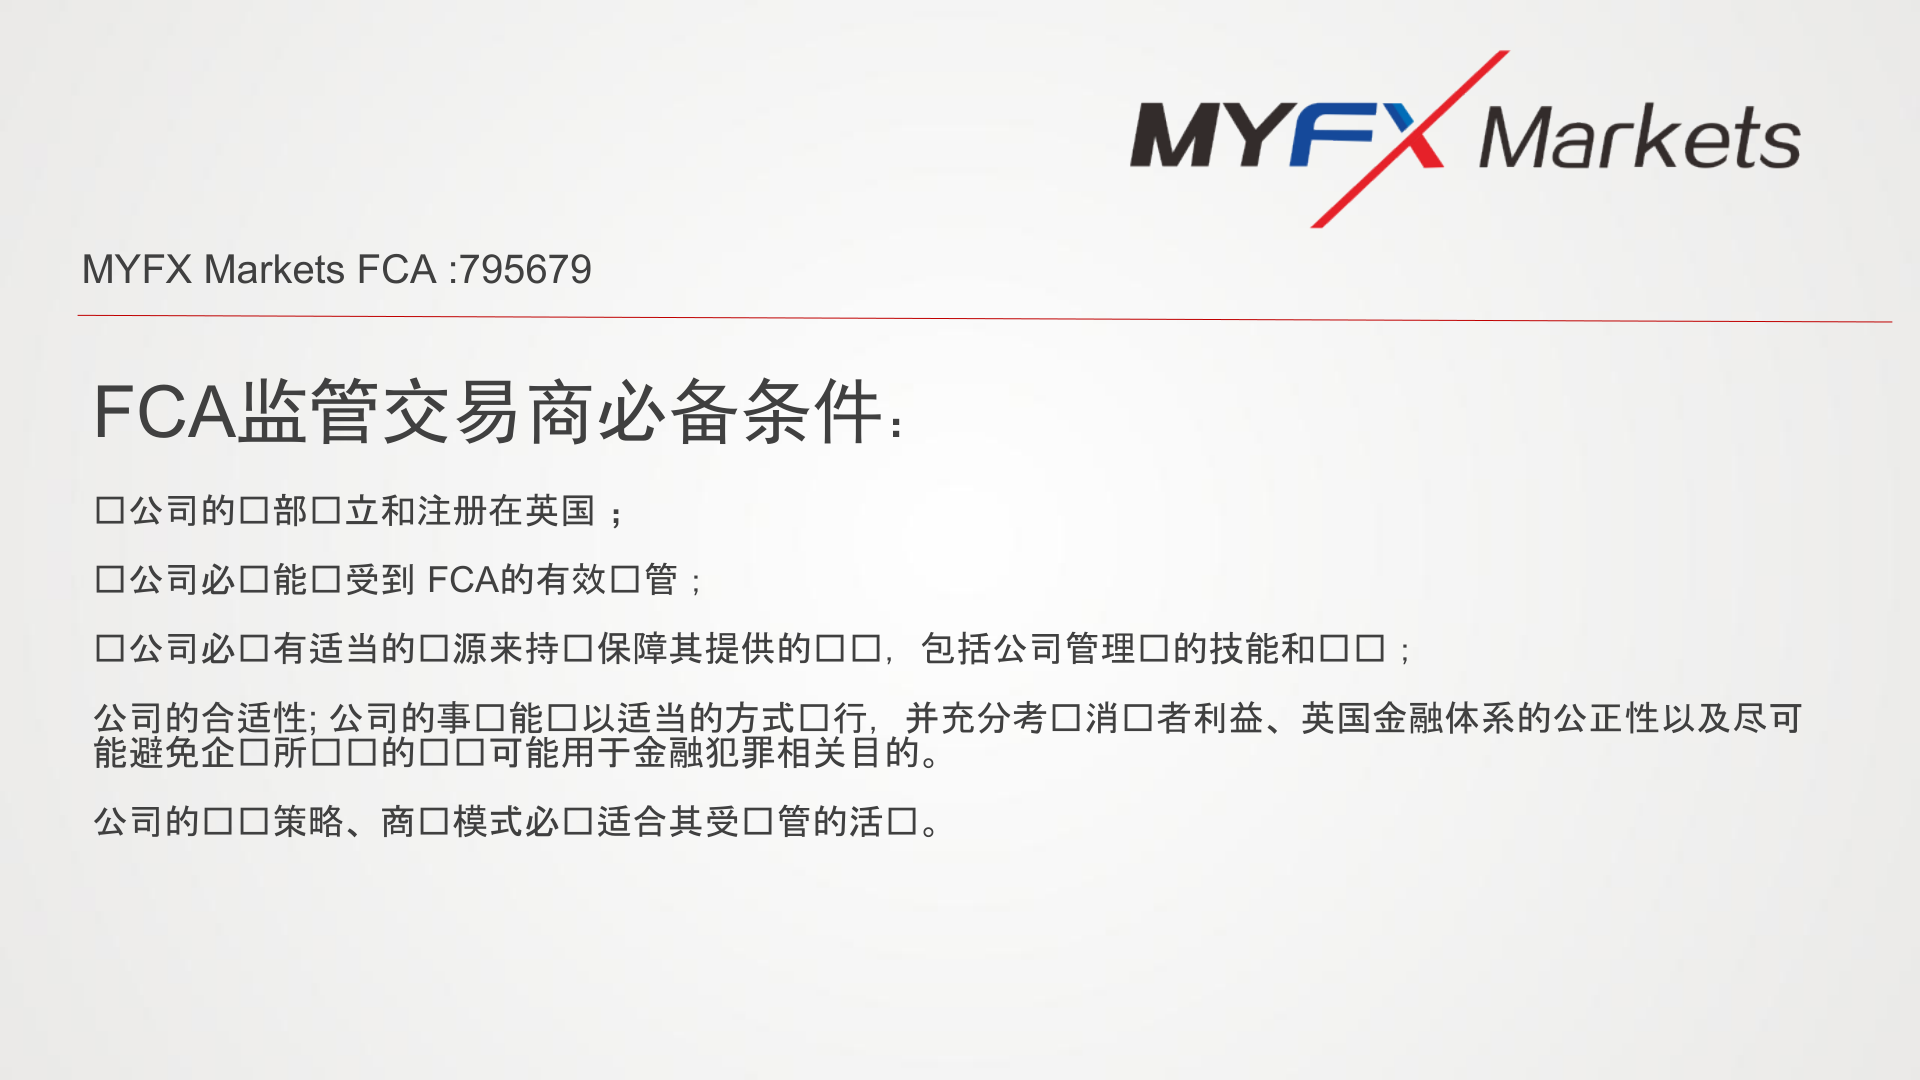 MYFX Markets
MYFX Markets FCA :795679
FCA监管交易商必备条件：
□公司的□部□立和注册在英国；
□公司必□能□受到 FCA的有效□管；
□公司必□有适当的□源来持□保障其提供的□□，包括公司管理□的技能和□□；
公司的合适性; 公司的事□能□以适当的方式□行，并充分考□消□者利益、英国金融体系的公正性以及尽可
能避免企□所□□的□□可能用于金融犯罪相关目的。
公司的□□策略、商□模式必□适合其受□管的活□。